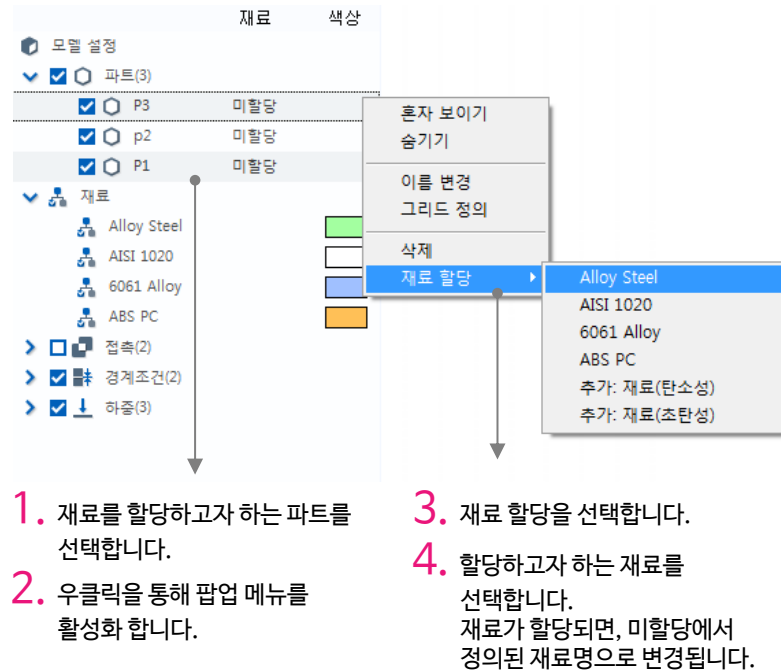 재료 색상
모델 설정
파트(3)
P3 미할당
p2 미할당
P1 미할당
재료
Alloy Steel
AISI 1020
6061 Alloy
ABS PC
접촉(2)
경계조건(2)
하중(3)
혼자 보이기
숨기기
이름 변경
그리드 정의
삭제
재료 할당
Alloy Steel
AISI 1020
6061 Alloy
ABS PC
추가: 재료(탄소성)
추가: 재료(초탄성)
1. 재료를 할당하고자 하는 파트를
선택합니다.
2. 우클릭을 통해 팝업 메뉴를
활성화 합니다.
3. 재료 할당을 선택합니다.
4. 할당하고자 하는 재료를
선택합니다.
재료가 할당되면, 미할당에서
정의된 재료명으로 변경됩니다.